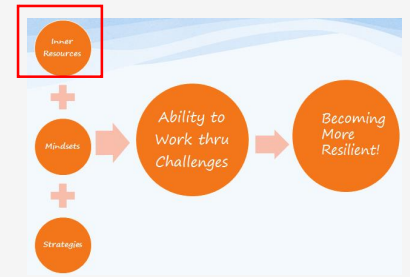 Inner
Resources
Mindsets
Strategies
Ability to
Work thru
Challenges
Becoming
More
Resilient!